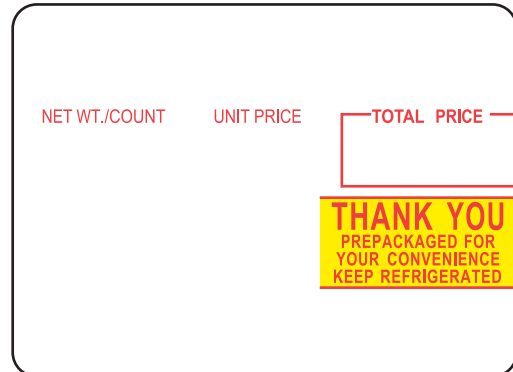 NET WT./COUNT UNIT PRICE TOTAL PRICE
THANK YOU
PREPACKAGED FOR
YOUR CONVENIENCE
KEEP REFRIGERATED